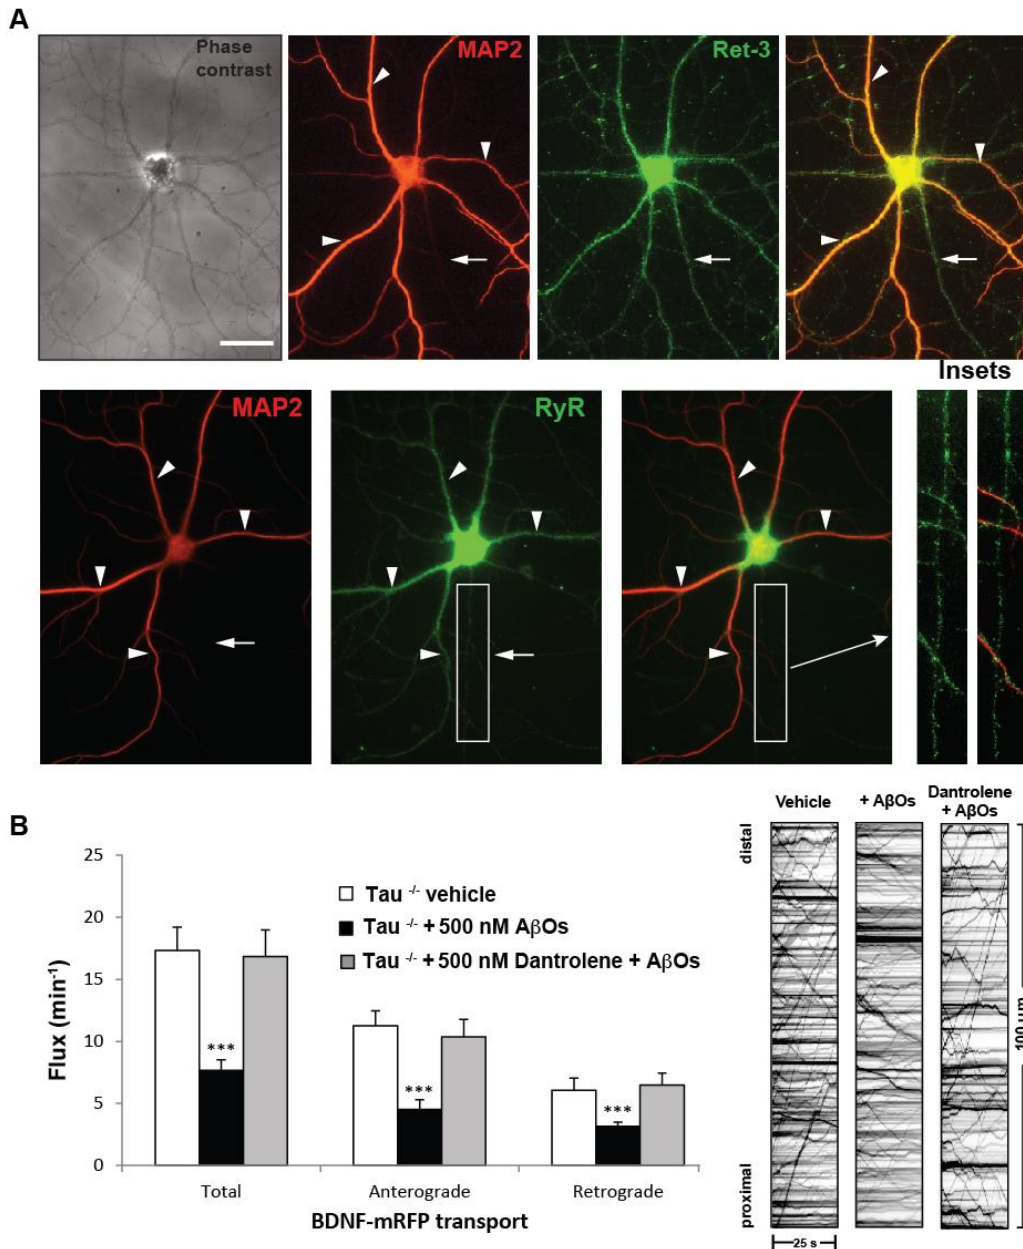 A
Phase
contrast
MAP2
Ret-3
Insets
MAP2
RyR
B
Vehicle
+ AβOs
Dantrolene
+ AβOs
distal
proximal
100 µm
25 s
25
20
15
10
5
0
Flux (min⁻¹)
Tau ⁻/⁻ vehicle
Tau ⁻/⁻ + 500 nM AβOs
Tau ⁻/⁻ + 500 nM Dantrolene + AβOs
***
***
***
Total
Anterograde
Retrograde
BDNF-mRFP transport